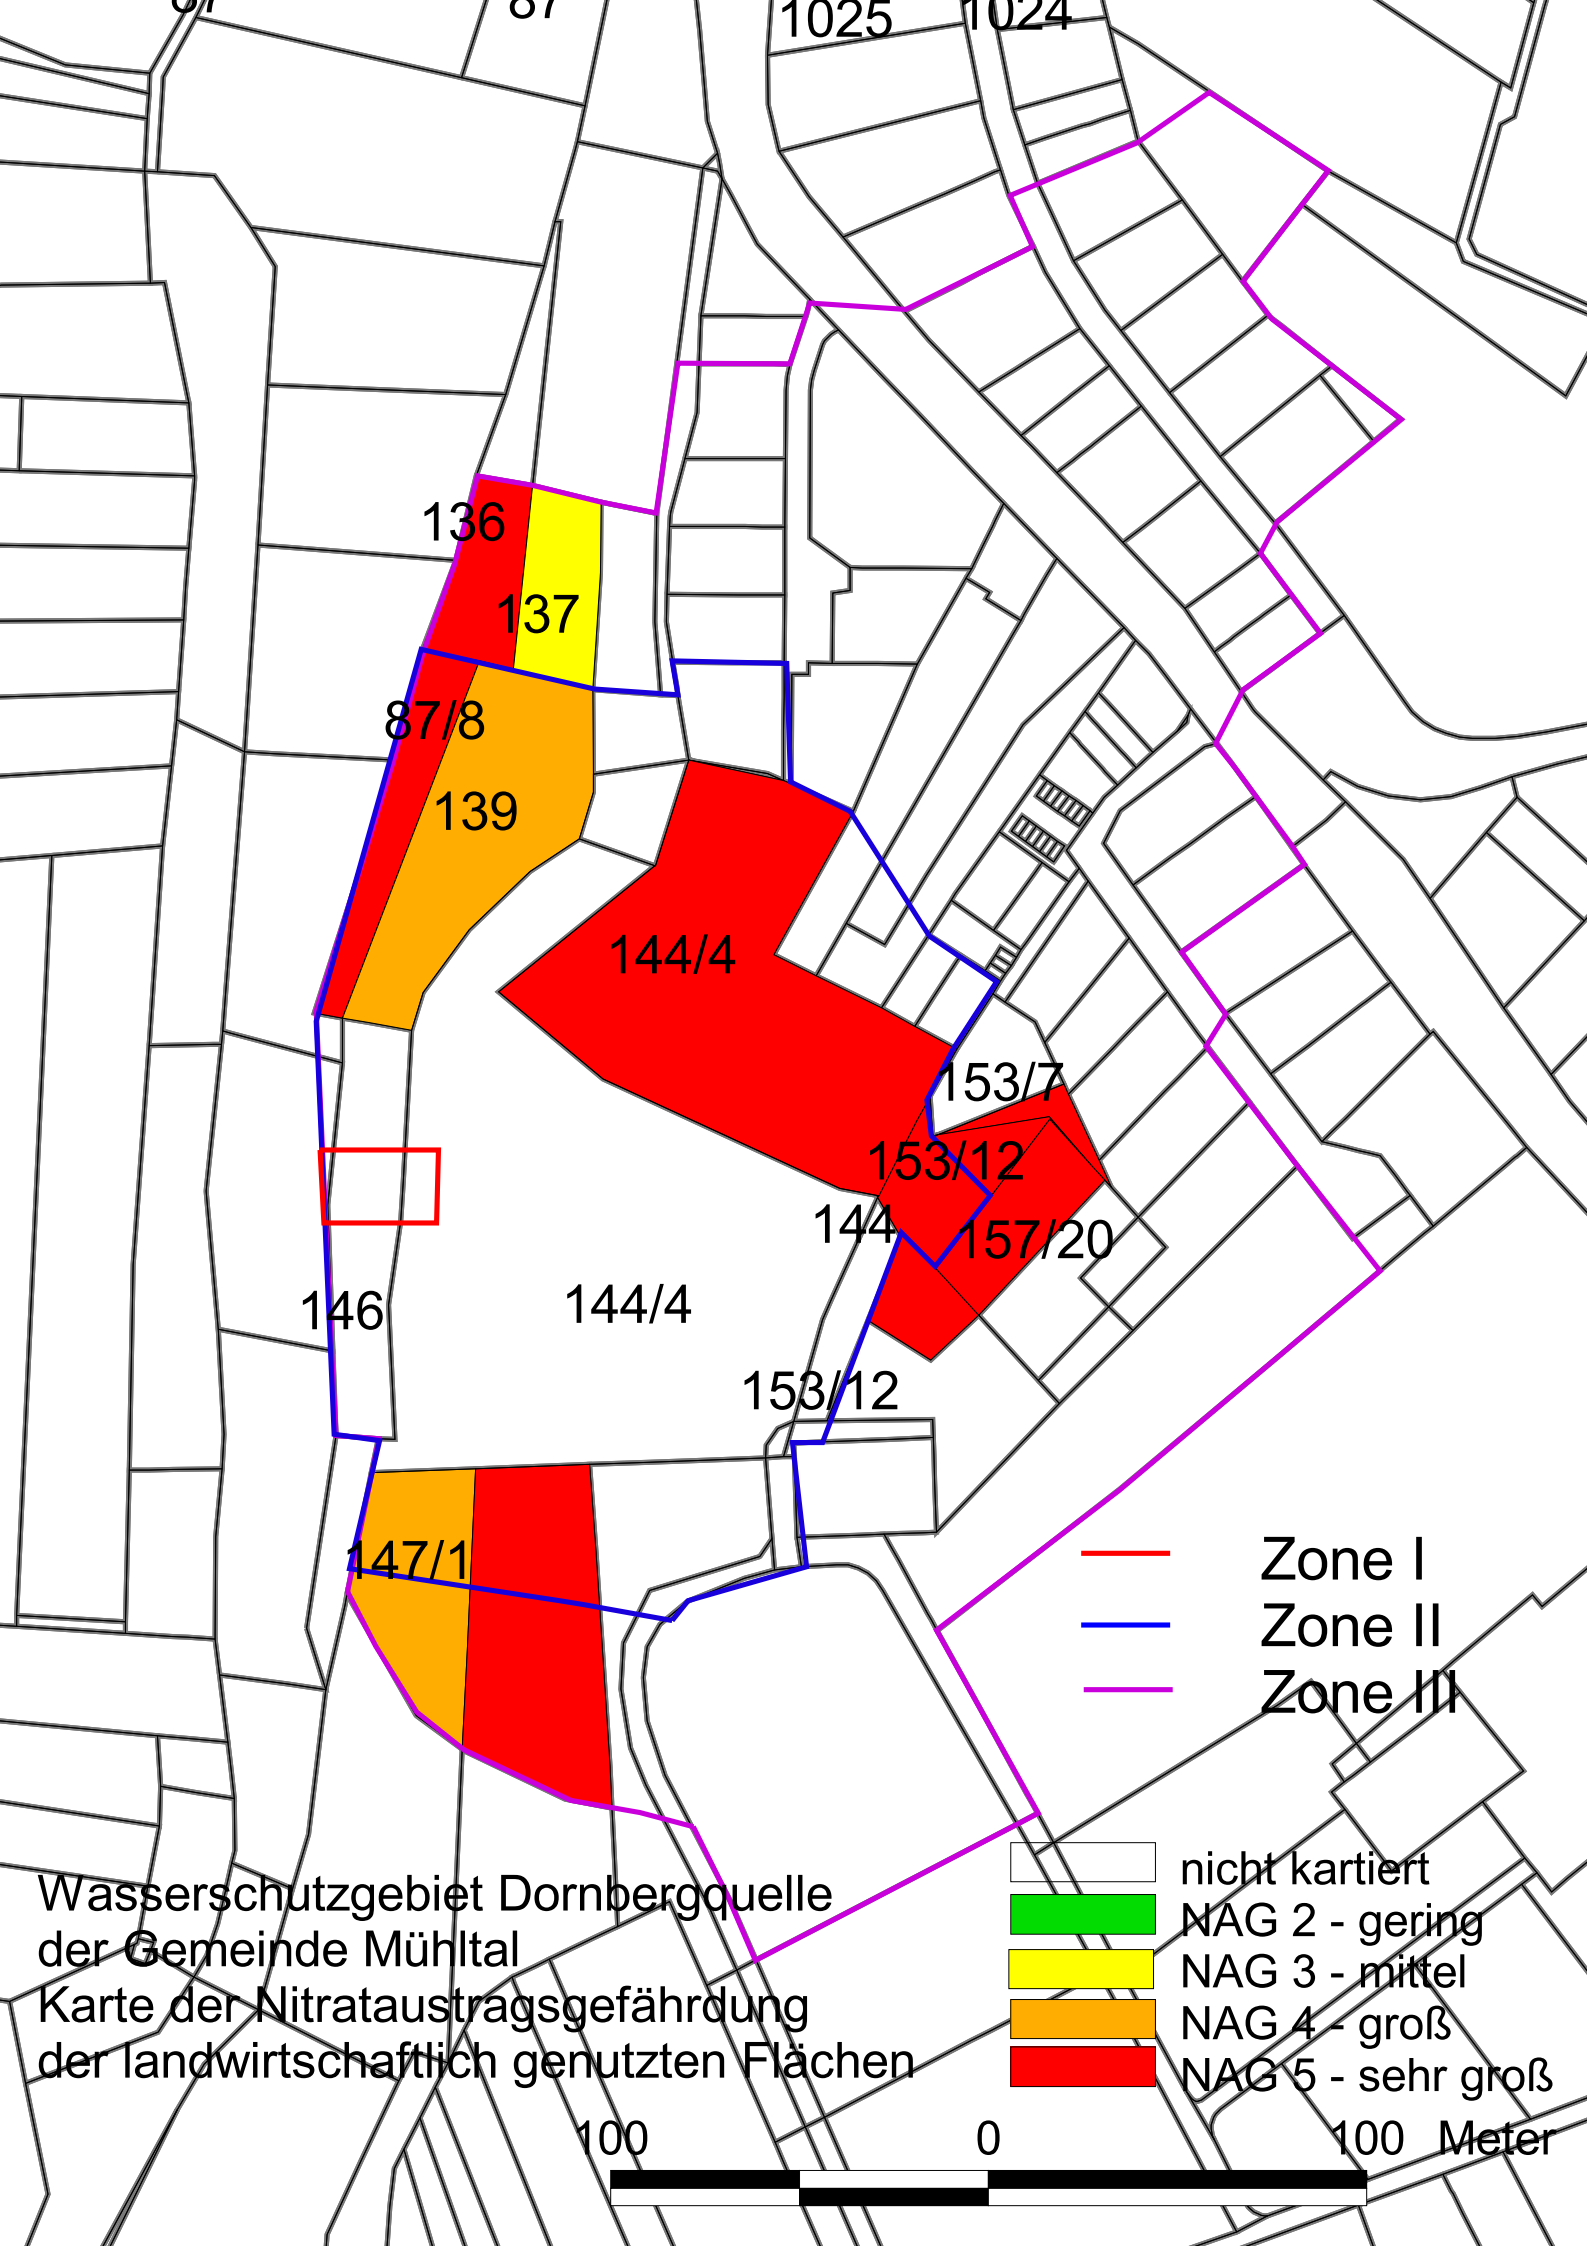 87
87
1025
1024
136
137
87/8
139
144/4
153/7
153/12
144
157/20
146
144/4
153/12
147/1
Zone I
Zone II
Zone III
nicht kartiert
NAG 2 - gering
NAG 3 - mittel
NAG 4 - groß
NAG 5 - sehr groß
Wasserschutzgebiet Dornbergquelle
der Gemeinde Mühltal
Karte der Nitrataustragsgefährdung
der landwirtschaftlich genutzten Flächen
100 0 100 Meter